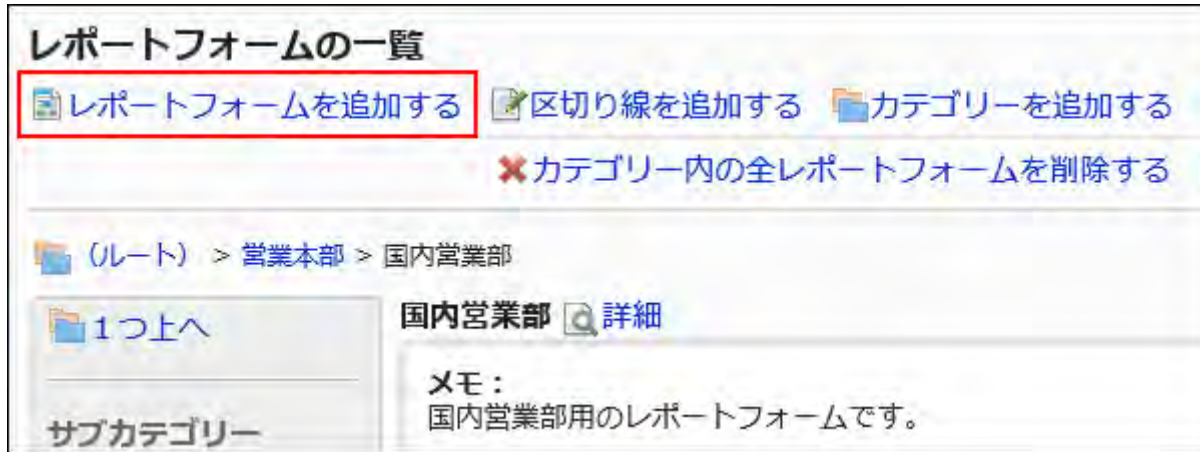 レポートフォームの一覧
レポートフォームを追加する 区切り線を追加する カテゴリーを追加する
カテゴリー内の全レポートフォームを削除する
（ルート） > 営業本部 > 国内営業部
1つ上へ
サブカテゴリー
国内営業部 詳細
メモ：
国内営業部用のレポートフォームです。